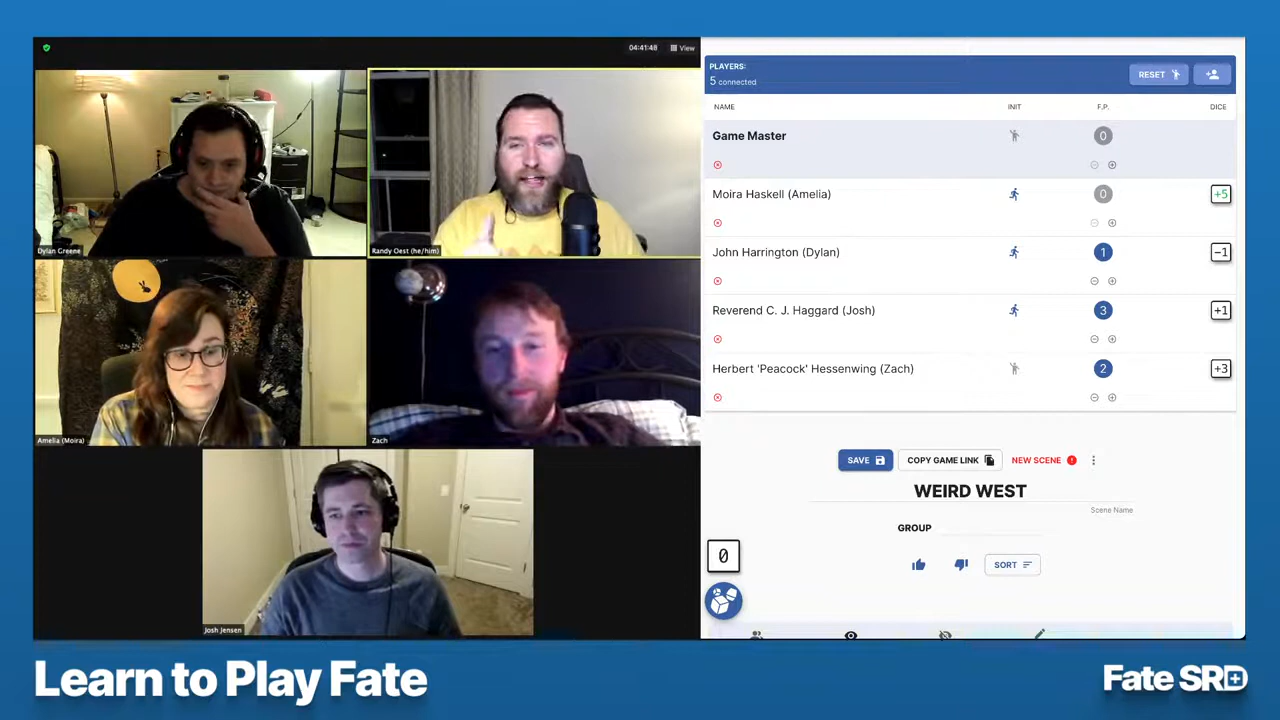 04:41:48 View
Dylan Greene
Randy Oest (he/him)
Amelia (Moira)
Zach
Josh Jensen
PLAYERS:
5 connected
RESET
NAME INIT F.P. DICE
Game Master 0
Moira Haskell (Amelia) 0 +5
John Harrington (Dylan) 1 −1
Reverend C. J. Haggard (Josh) 3 +1
Herbert 'Peacock' Hessenwing (Zach) 2 +3
SAVE COPY GAME LINK NEW SCENE
WEIRD WEST
Scene Name
GROUP
SORT
0
Learn to Play Fate
Fate SRD